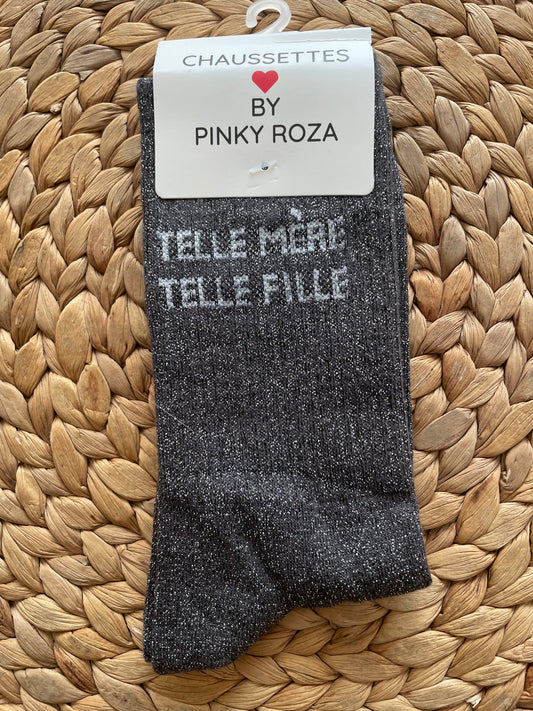 CHAUSSETTES
BY
PINKY ROZA
TELLE MÈRE
TELLE FILLE